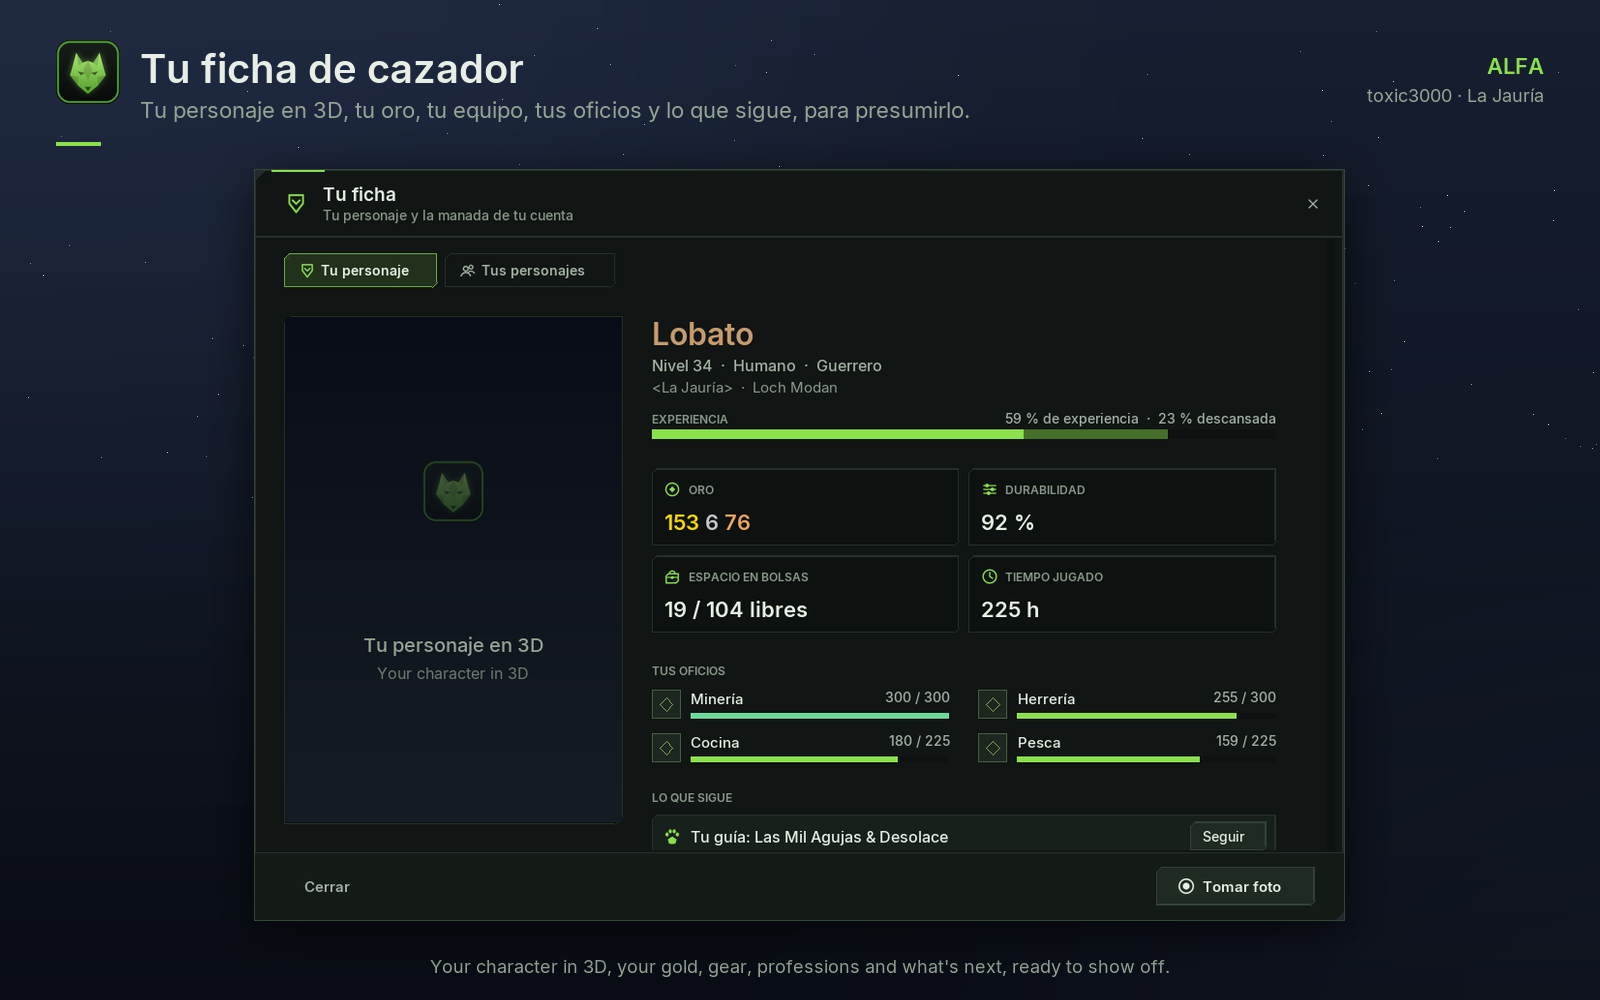 Tu ficha de cazador
Tu personaje en 3D, tu oro, tu equipo, tus oficios y lo que sigue, para presumirlo.
ALFA
toxic3000 · La Jauría
Tu ficha
Tu personaje y la manada de tu cuenta
×
Tu personaje
Tus personajes
Tu personaje en 3D
Your character in 3D
Lobato
Nivel 34 · Humano · Guerrero
<La Jauría> · Loch Modan
EXPERIENCIA
59 % de experiencia · 23 % descansada
ORO
153 6 76
DURABILIDAD
92 %
ESPACIO EN BOLSAS
19 / 104 libres
TIEMPO JUGADO
225 h
TUS OFICIOS
Minería 300 / 300
Herrería 255 / 300
Cocina 180 / 225
Pesca 159 / 225
LO QUE SIGUE
Tu guía: Las Mil Agujas & Desolace
Seguir
Cerrar
Tomar foto
Your character in 3D, your gold, gear, professions and what's next, ready to show off.